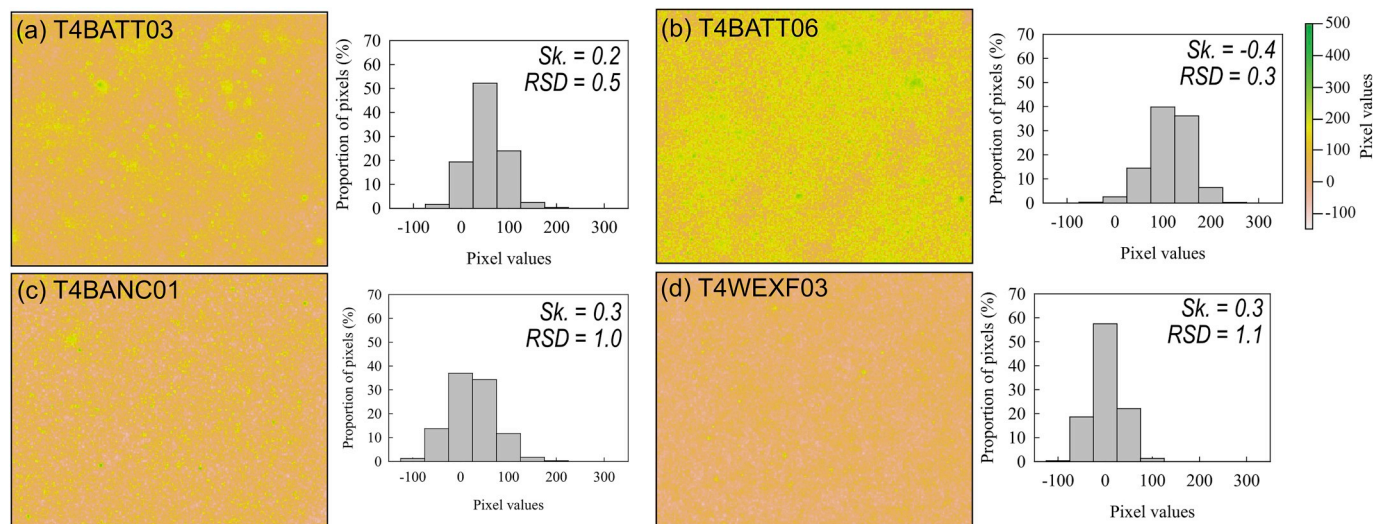 (a) T4BATT03
70
60
50
40
30
20
10
0
Proportion of pixels (%)
Sk. = 0.2
RSD = 0.5
-100 0 100 200 300
Pixel values
(b) T4BATT06
70
60
50
40
30
20
10
0
Proportion of pixels (%)
Sk. = -0.4
RSD = 0.3
-100 0 100 200 300
Pixel values
500
400
300
200
100
0
-100
Pixel values
(c) T4BANC01
70
60
50
40
30
20
10
0
Proportion of pixels (%)
Sk. = 0.3
RSD = 1.0
-100 0 100 200 300
Pixel values
(d) T4WEXF03
70
60
50
40
30
20
10
0
Proportion of pixels (%)
Sk. = 0.3
RSD = 1.1
-100 0 100 200 300
Pixel values